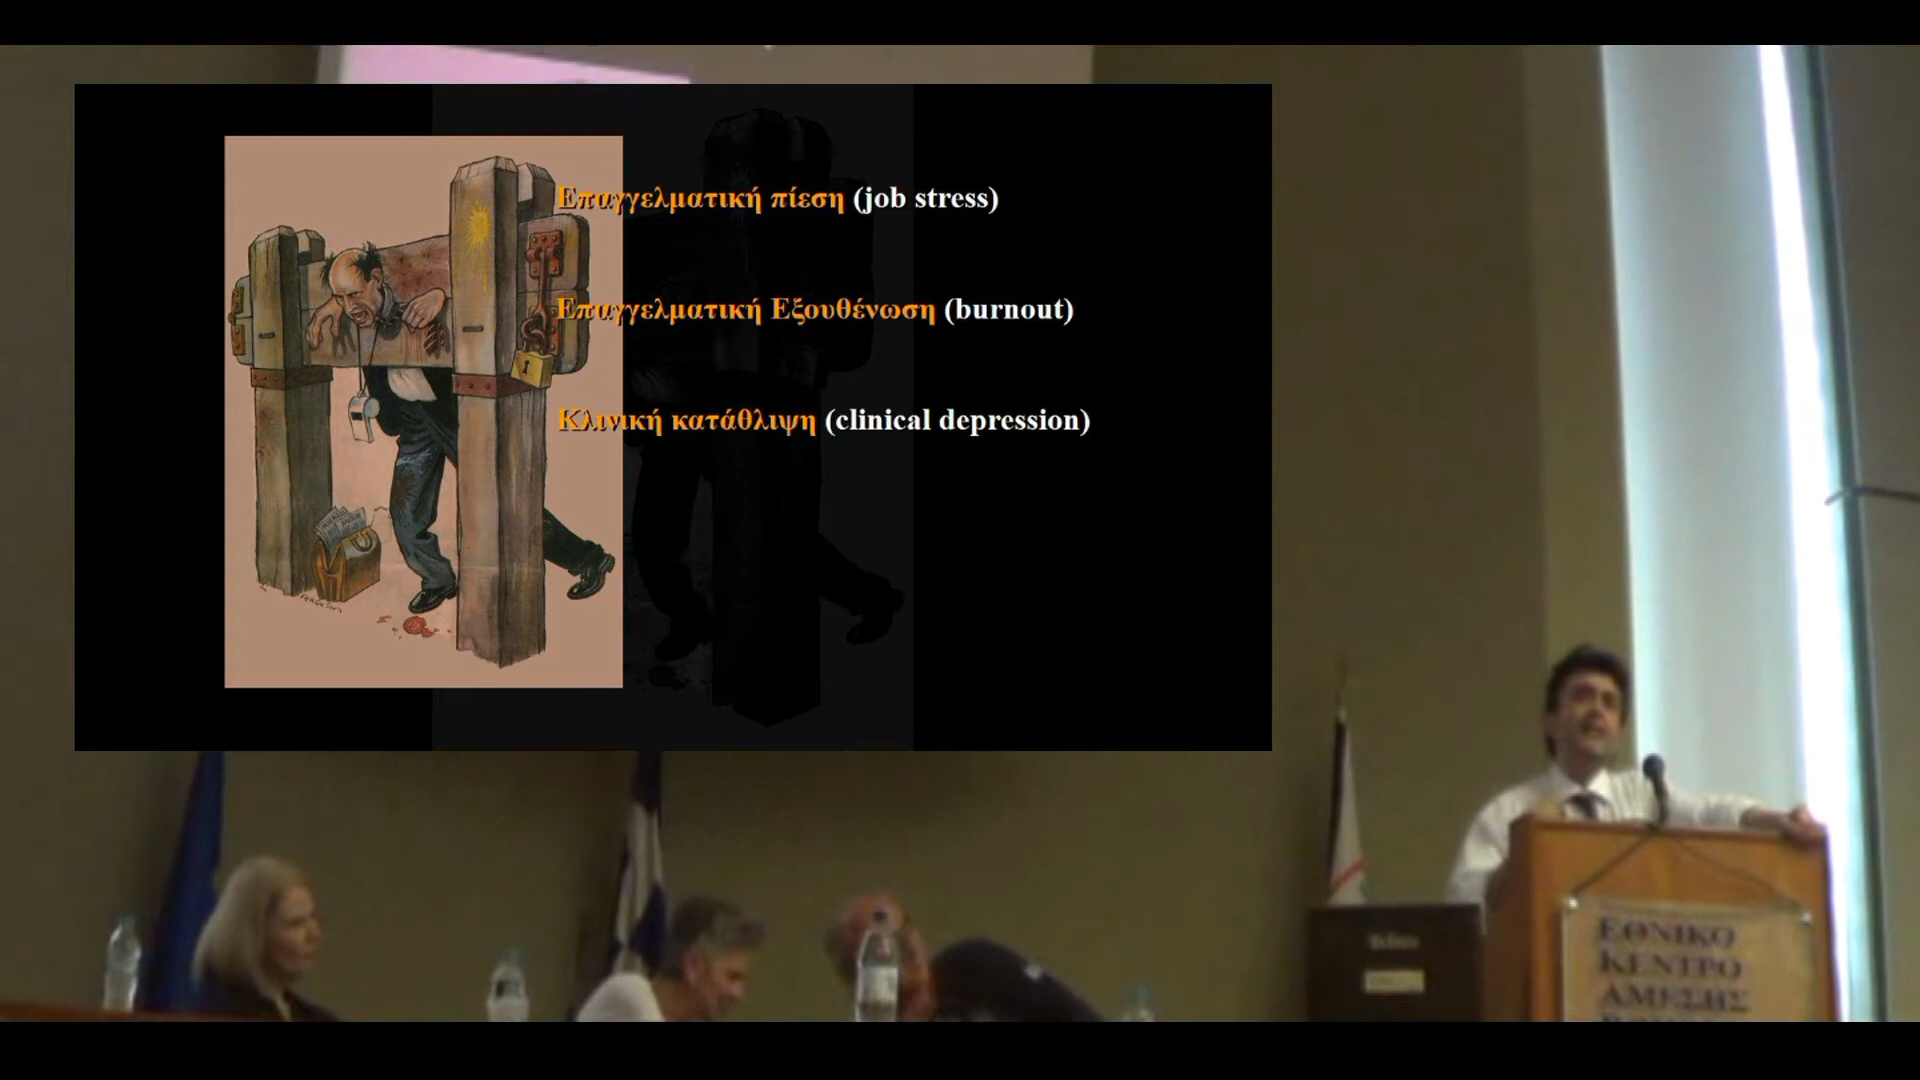 Επαγγελματική πίεση (job stress)
Επαγγελματική Εξουθένωση (burnout)
Κλινική κατάθλιψη (clinical depression)
ΕΘΝΙΚΟ
ΚΕΝΤΡΟ
ΑΜΕΣΗΣ